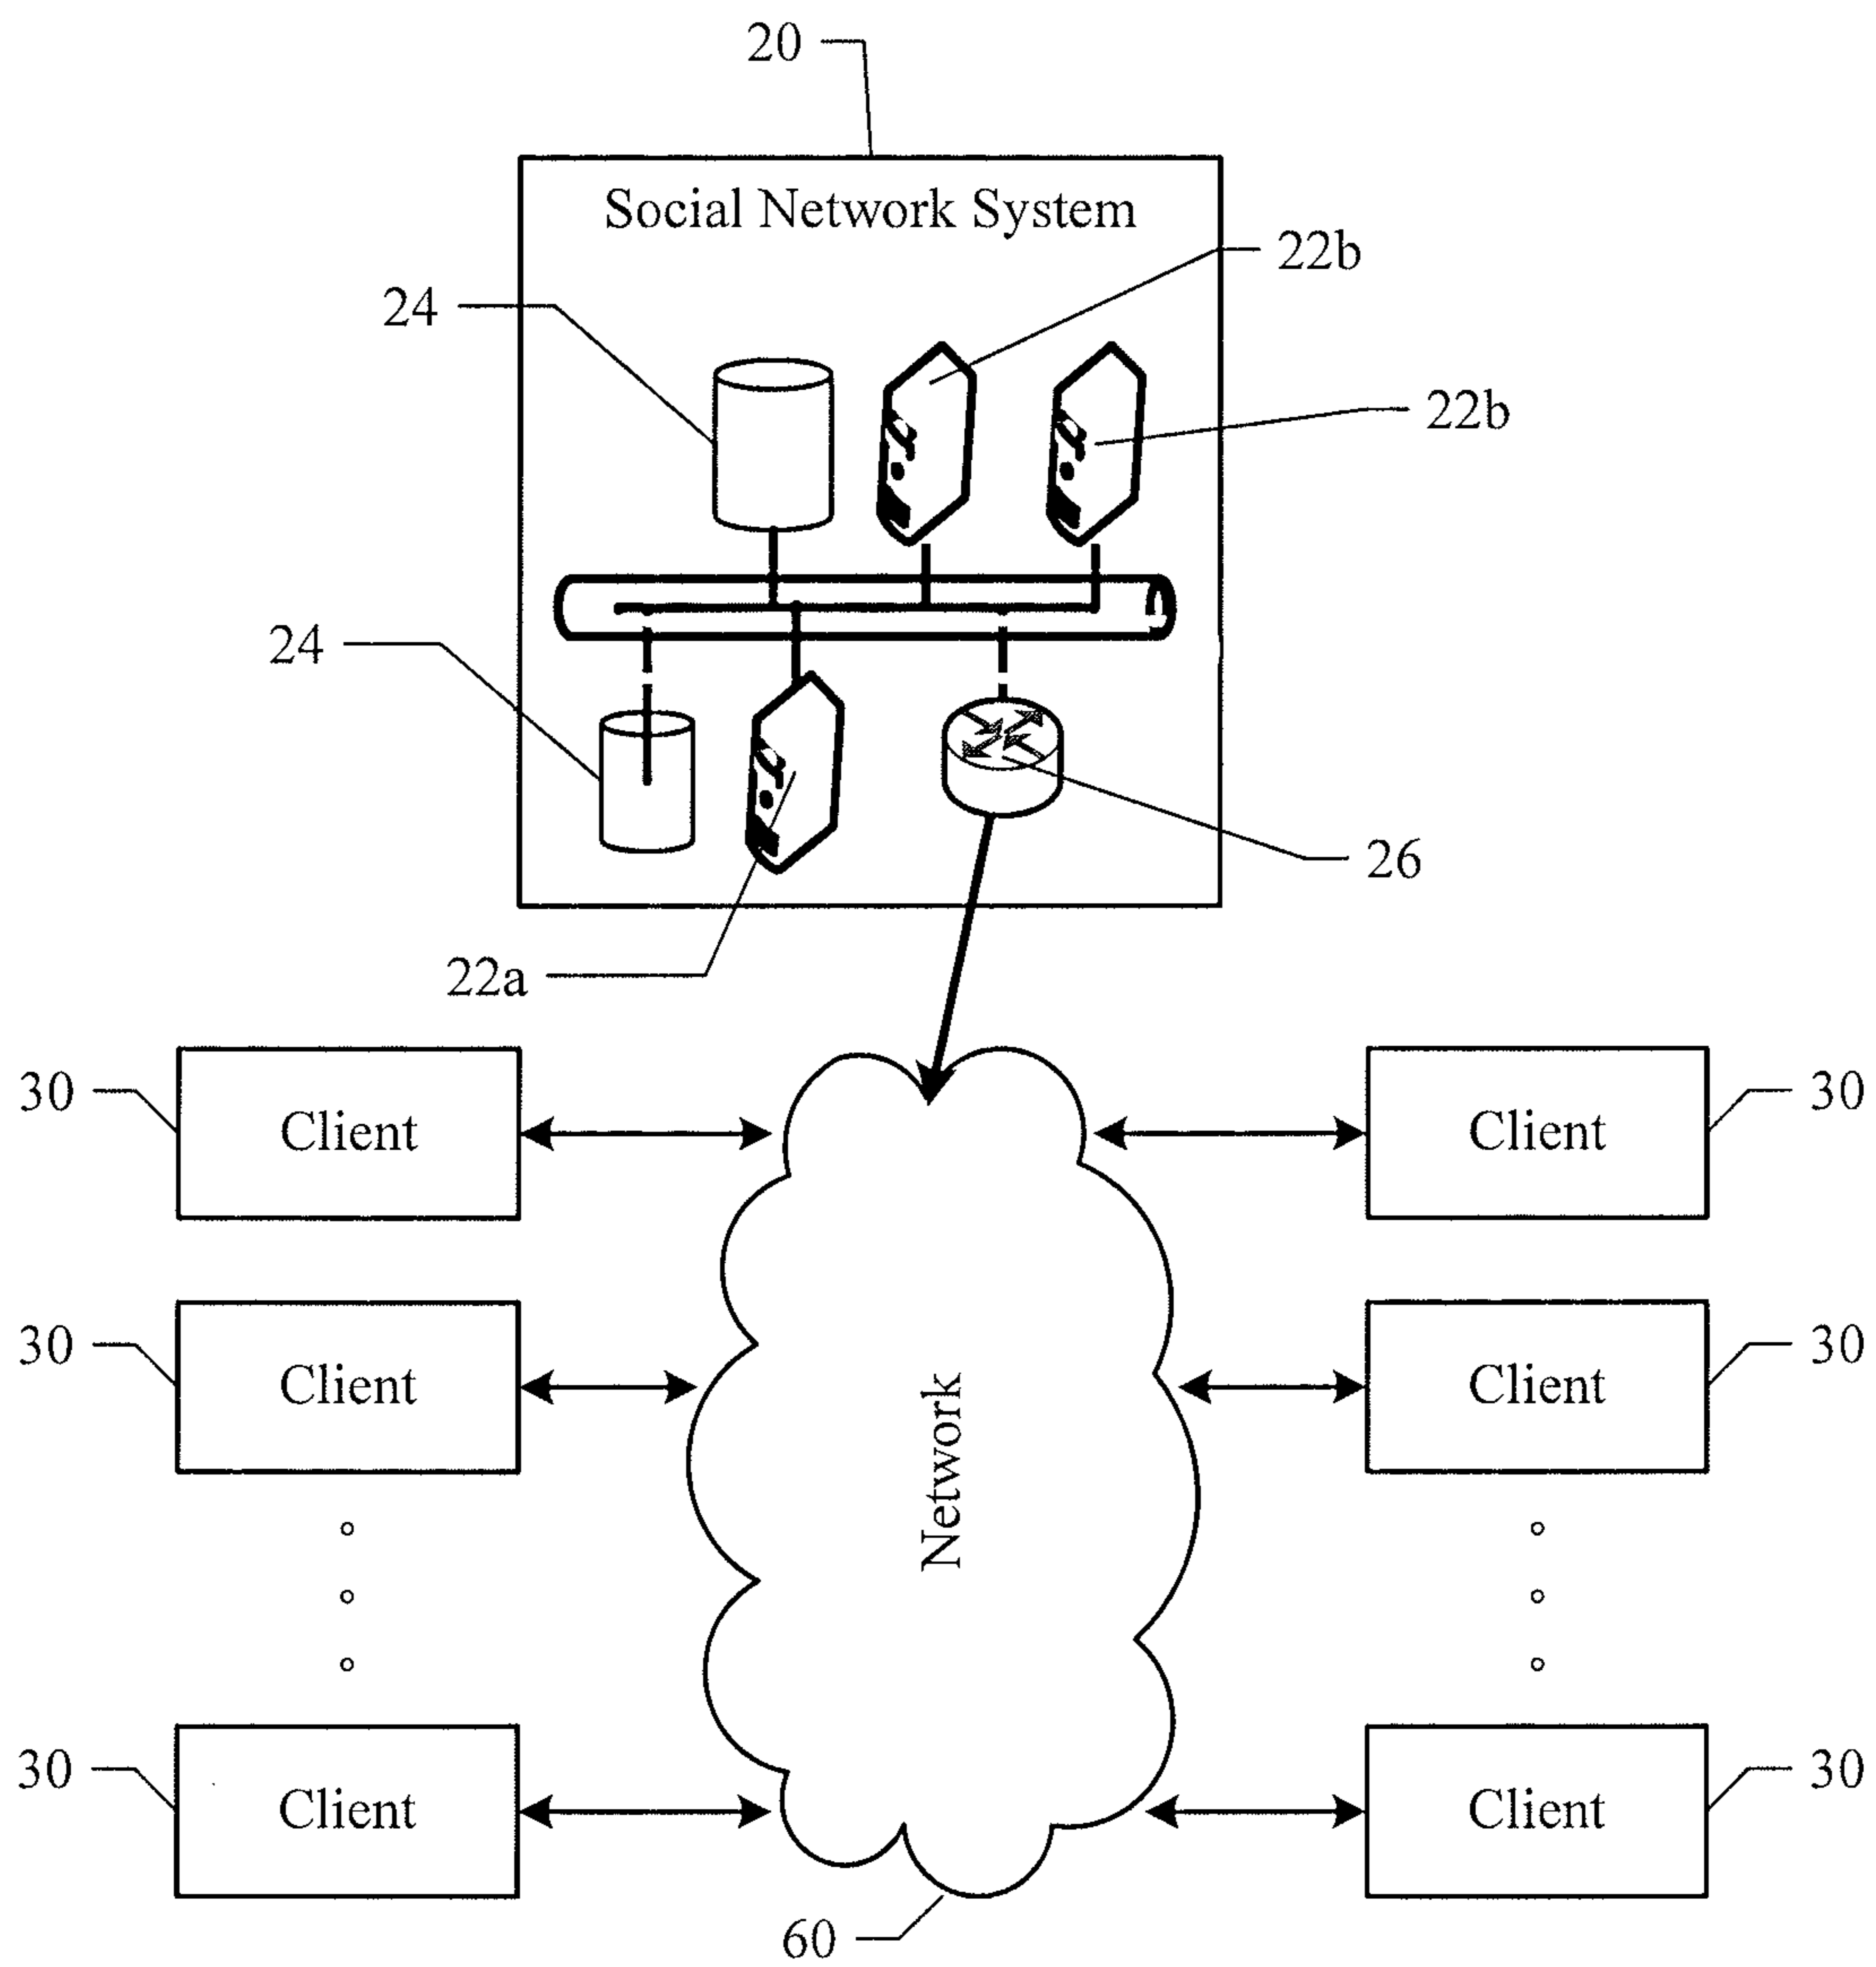 20
Social Network System
22b
24
22b
24
26
22a
30 Client
Client 30
30 Client
Client 30
Network
30 Client
Client 30
60